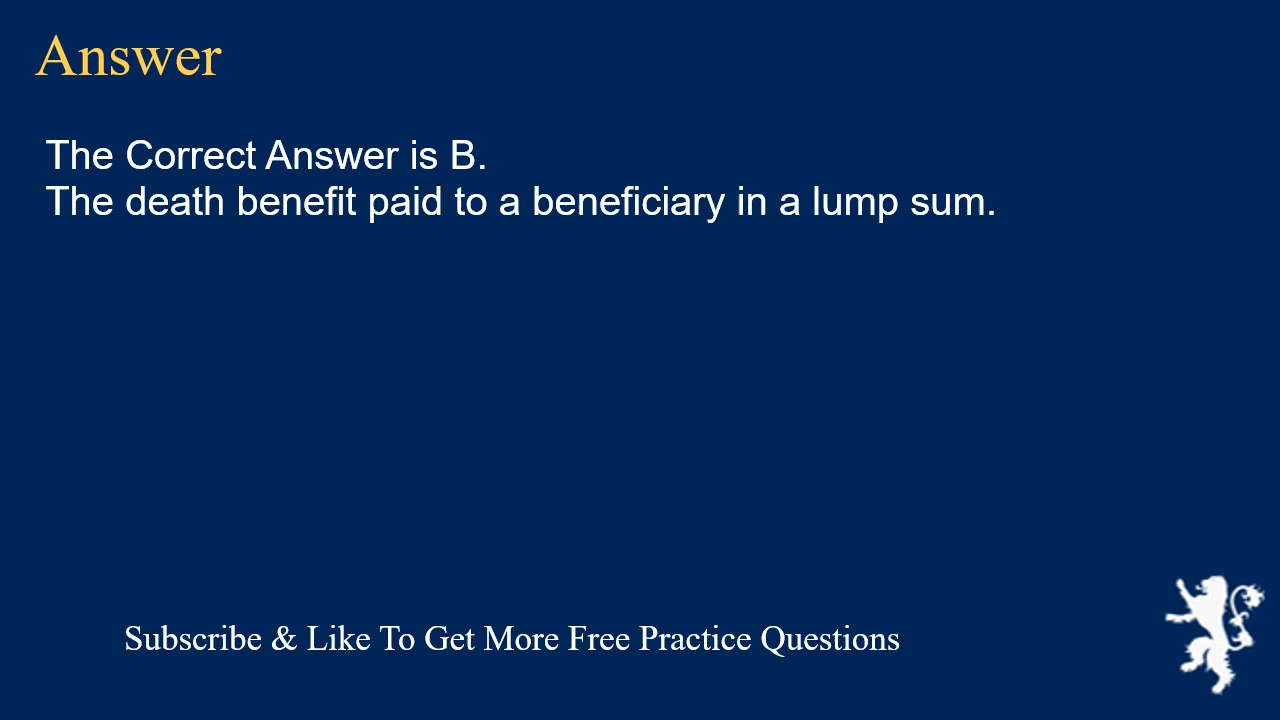 Answer
The Correct Answer is B.
The death benefit paid to a beneficiary in a lump sum.
Subscribe & Like To Get More Free Practice Questions